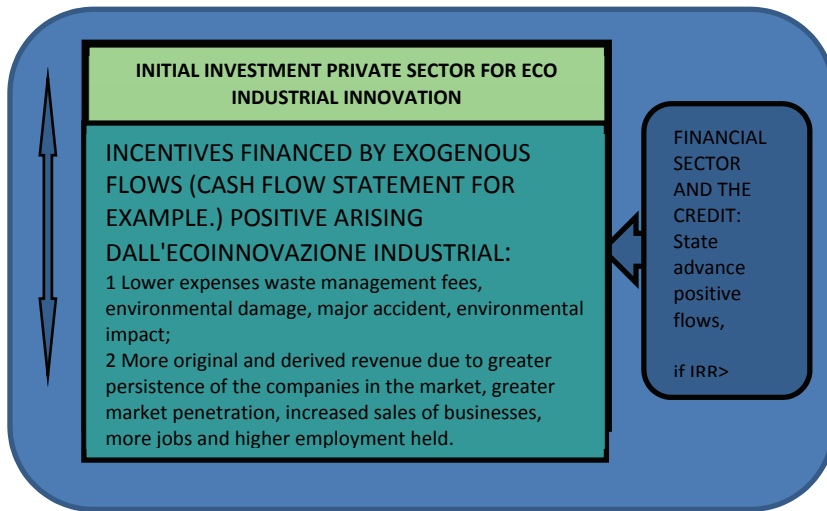 INITIAL INVESTMENT PRIVATE SECTOR FOR ECO
INDUSTRIAL INNOVATION
INCENTIVES FINANCED BY EXOGENOUS
FLOWS (CASH FLOW STATEMENT FOR
EXAMPLE.) POSITIVE ARISING
DALL'ECOINNOVAZIONE INDUSTRIAL:
1 Lower expenses waste management fees,
environmental damage, major accident, environmental
impact;
2 More original and derived revenue due to greater
persistence of the companies in the market, greater
market penetration, increased sales of businesses,
more jobs and higher employment held.
FINANCIAL
SECTOR
AND THE
CREDIT:
State
advance
positive
flows,
if IRR>